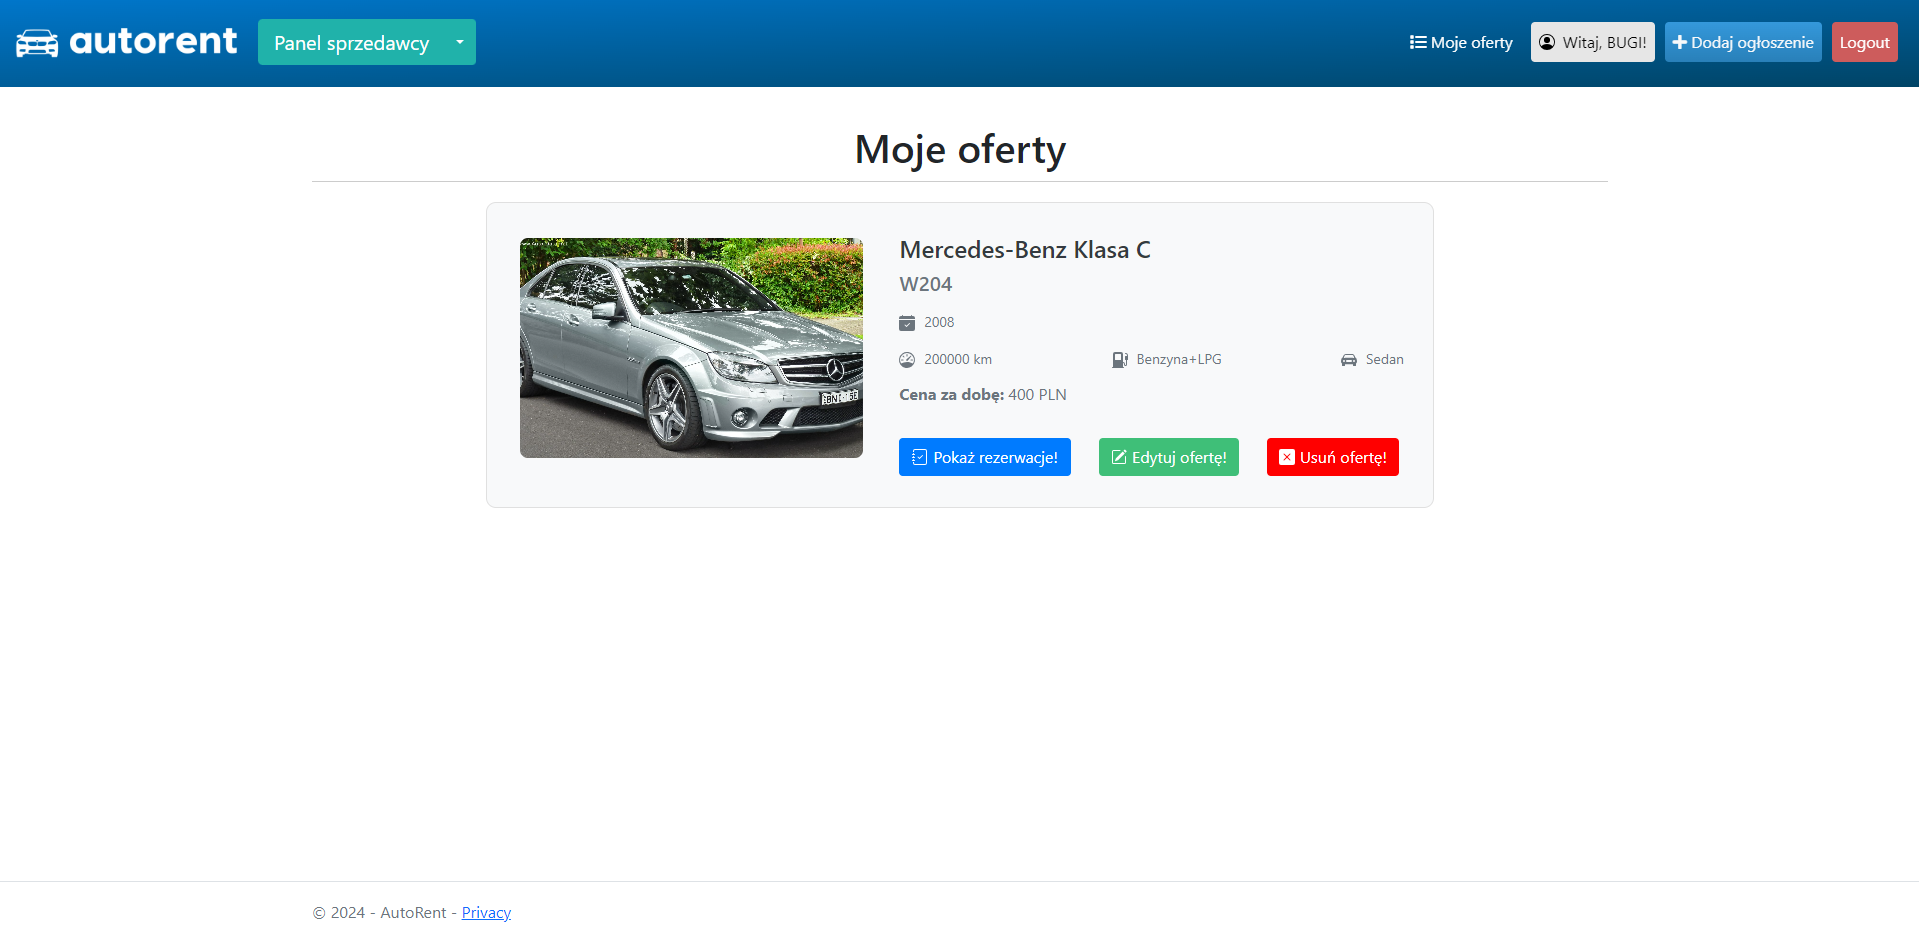 autorent
Panel sprzedawcy
Moje oferty
Witaj, BUGI!
Dodaj ogłoszenie
Logout
Moje oferty
Mercedes-Benz Klasa C
W204
2008
200000 km
Benzyna+LPG
Sedan
Cena za dobę: 400 PLN
Pokaż rezerwacje!
Edytuj ofertę!
Usuń ofertę!
© 2024 - AutoRent - Privacy